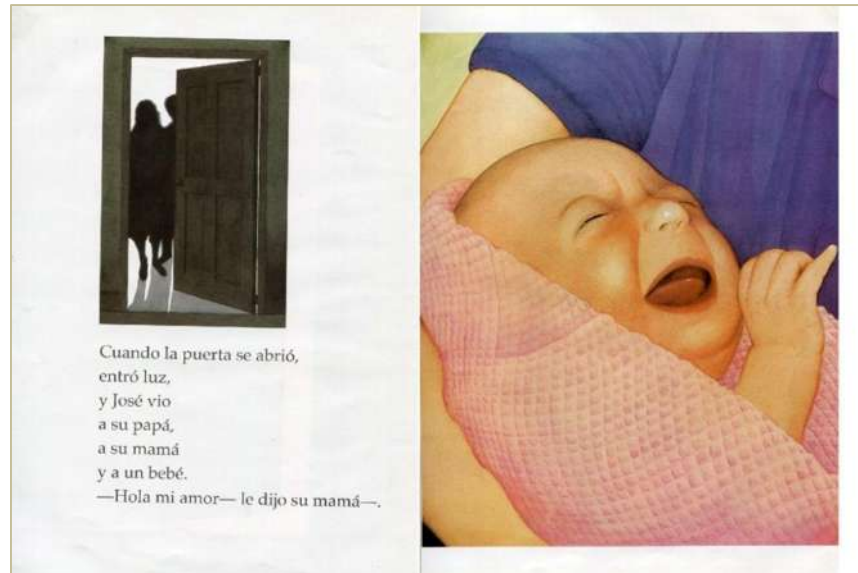 Cuando la puerta se abrió,
entró luz,
y José vio
a su papá,
a su mamá
y a un bebé.
—Hola mi amor— le dijo su mamá—.